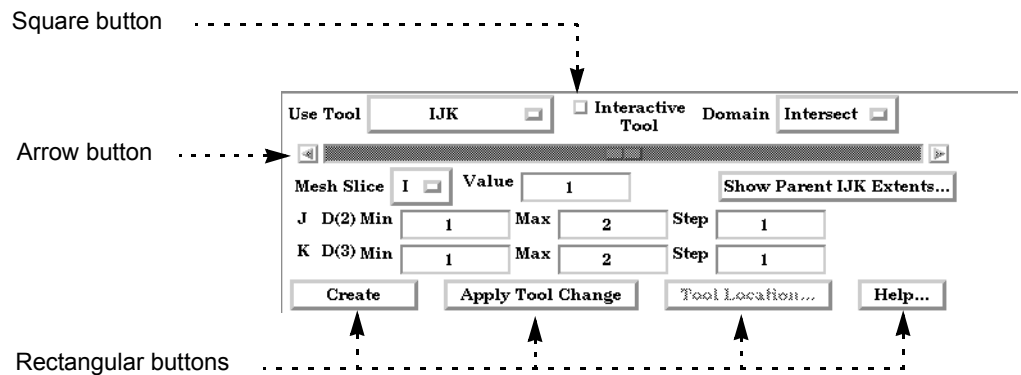 Square button
Use Tool IJK Interactive Tool Domain Intersect
Arrow button
Mesh Slice I Value 1 Show Parent IJK Extents...
J D(2) Min 1 Max 2 Step 1
K D(3) Min 1 Max 2 Step 1
Create Apply Tool Change Tool Location... Help...
Rectangular buttons